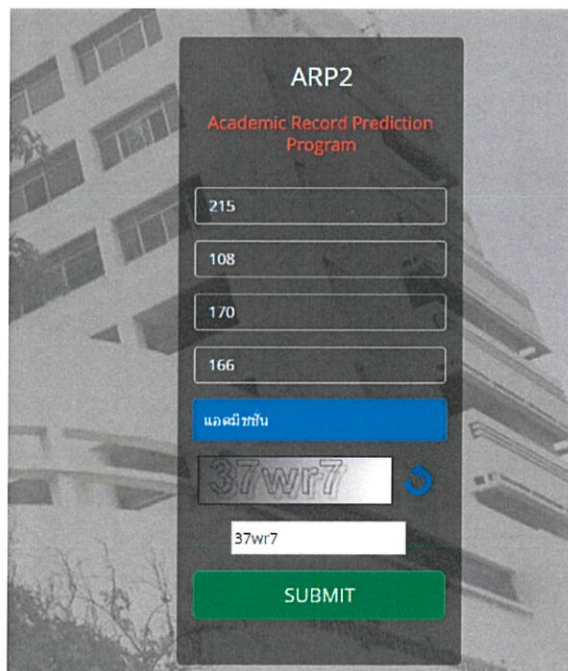 ARP2
Academic Record Prediction
Program
215
108
170
166
แอดมิชชั่น
37wr7
37wr7
SUBMIT